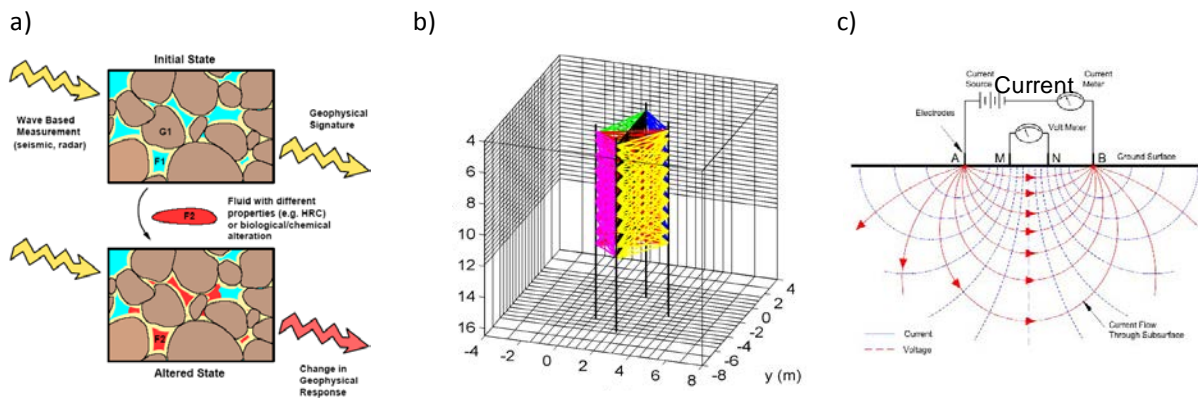 a)
Initial State
Wave Based
Measurement
(seismic, radar)
G1
F1
Geophysical
Signature
F2
Fluid with different
properties (e.g. HRC)
or biological/chemical
alteration
F2
Altered State
Change in
Geophysical
Response
b)
4
6
8
10
12
14
16
-4
-2
0
2
4
6
8
-8
-6
-4
-2
0
2
4
y (m)
c)
Current
Source
Current
Current
Meter
Electrodes
Volt Meter
A
M
N
B
Ground Surface
Current
Voltage
Current Flow
Through Subsurface